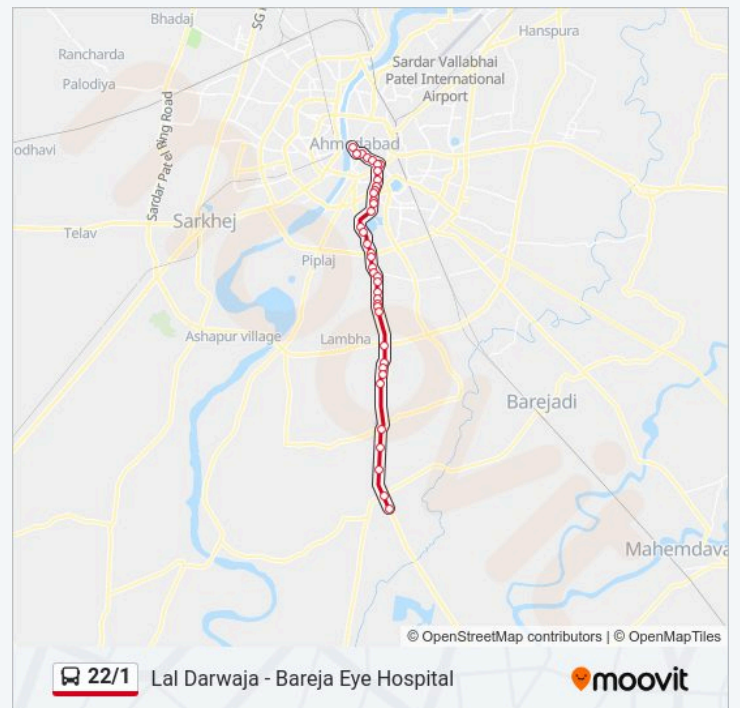 Bhadaj
SG
Hanspura
Rancharda
Sardar Vallabhai
Patel International
Airport
Palodiya
Sardar Patel Ring Road
Ahmedabad
odhavi
Sarkhej
Telav
Piplaj
Ashapur village
Lambha
Barejadi
Mahemdava
© OpenStreetMap contributors | © OpenMapTiles
22/1 Lal Darwaja - Bareja Eye Hospital
moovit